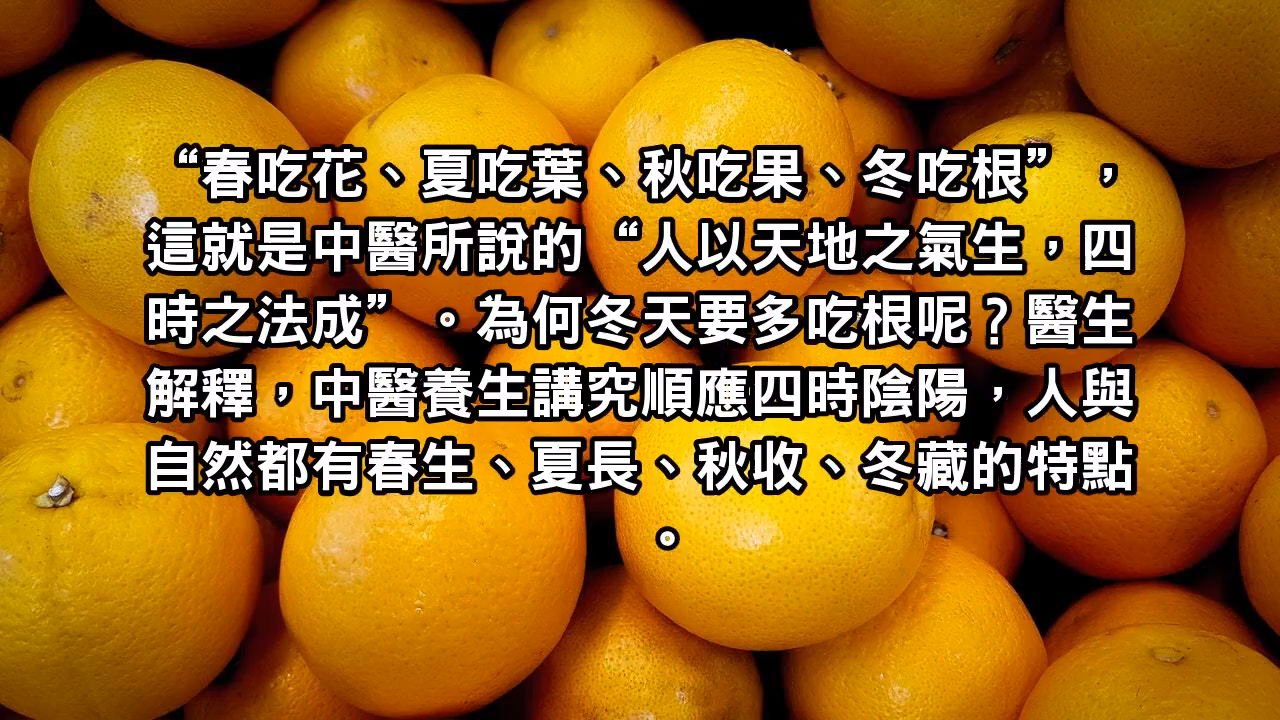 “春吃花、夏吃葉、秋吃果、冬吃根”，
這就是中醫所說的“人以天地之氣生，四
時之法成”。為何冬天要多吃根呢？醫生
解釋，中醫養生講究順應四時陰陽，人與
自然都有春生、夏長、秋收、冬藏的特點
。